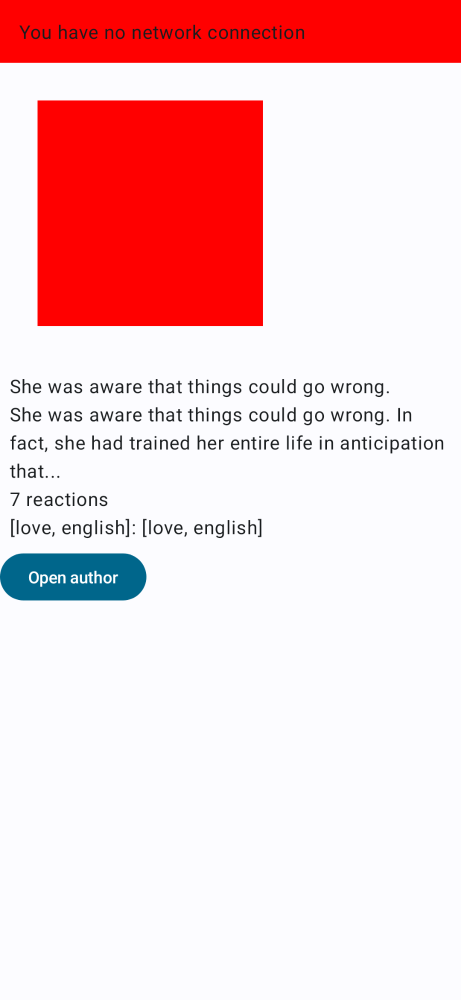 You have no network connection
She was aware that things could go wrong.
She was aware that things could go wrong. In
fact, she had trained her entire life in anticipation
that...
7 reactions
[love, english]: [love, english]
Open author